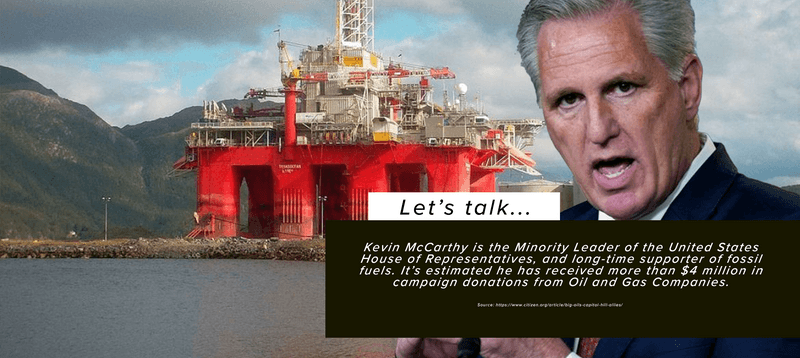 Let's talk...
Kevin McCarthy is the Minority Leader of the United States
House of Representatives, and long-time supporter of fossil
fuels. It's estimated he has received more than $4 million in
campaign donations from Oil and Gas Companies.
Source: https://www.citizen.org/article/big-oils-capitol-hill-allies/